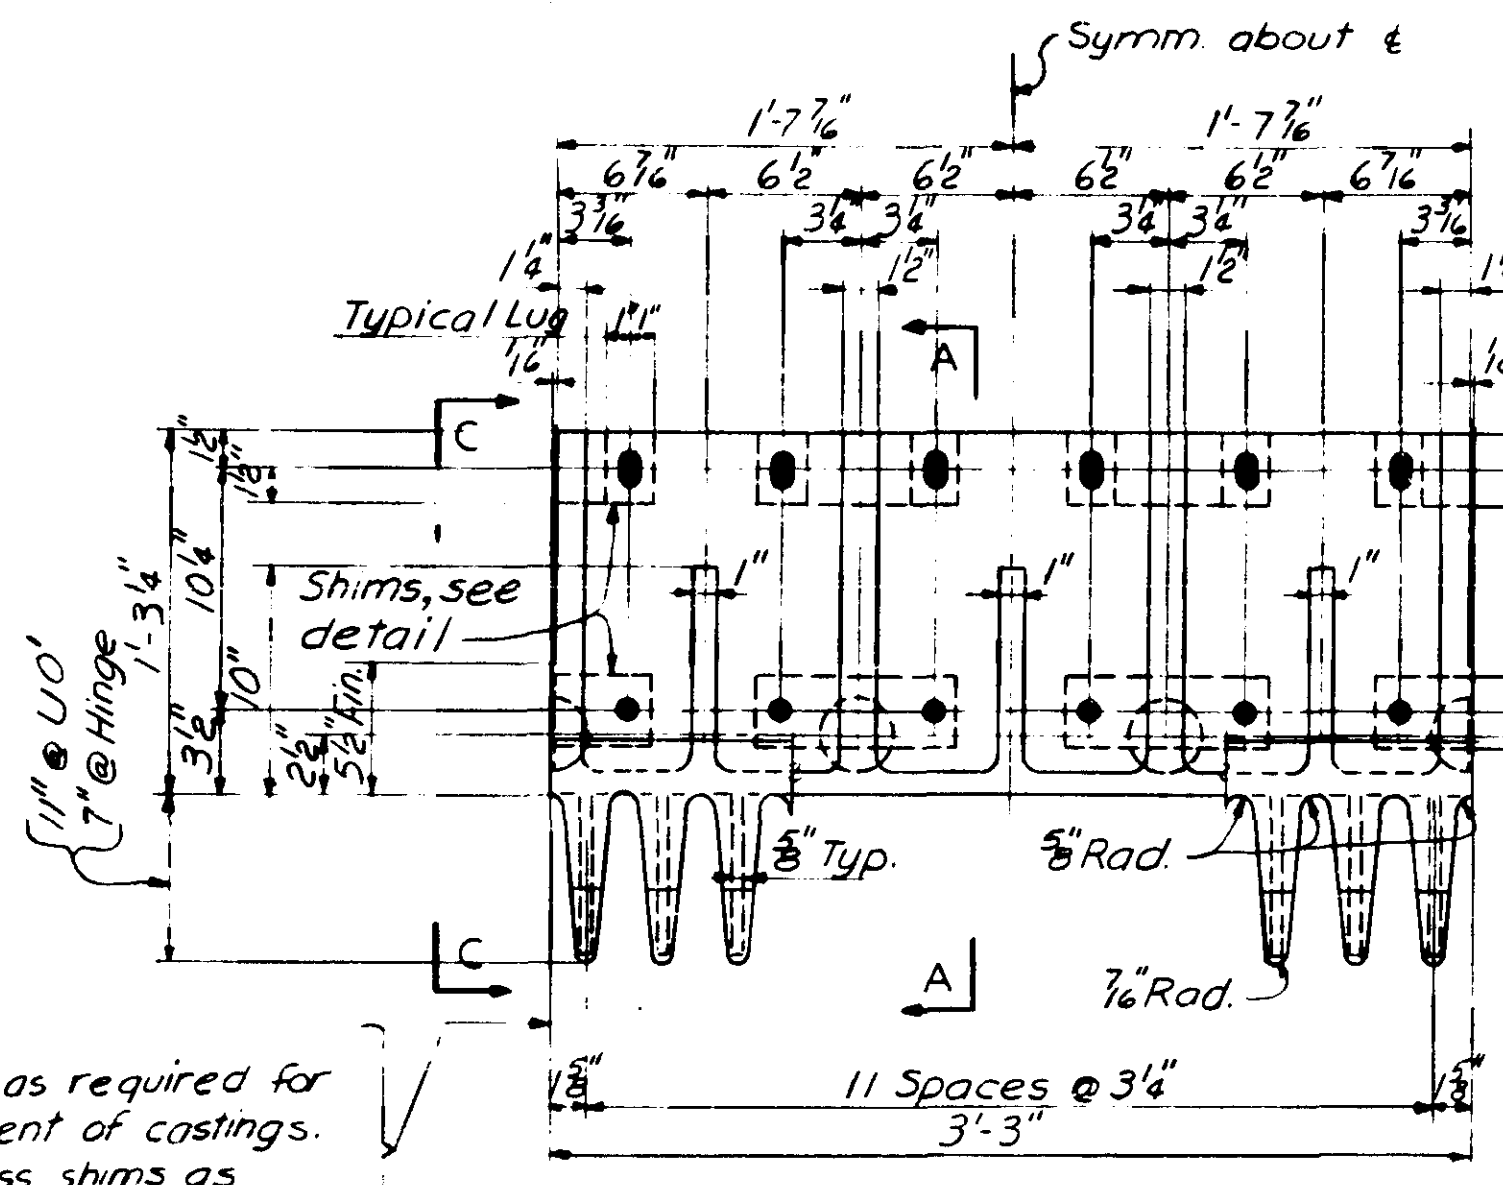 Symm. about ℄
1'-7 7/16" 1'-7 7/16"
6 7/16" 6 1/2" 6 1/2" 6 1/2" 6 1/2" 6 7/16"
3 3/16" 3 1/4" 3 1/4" 3 1/4" 3 1/4" 3 3/16"
1 1/4" 1 1/2" 1 1/2"
Typical Lug 1" 1"
1/16"
A
C
1 1/2"
1 1/2"
10 1/4"
1'-3 1/4"
1" 1" 1"
Shims, see
detail
11" @ UO'
7" @ Hinge
10"
3 1/2"
2 1/2"
5 1/2" Fin.
5/8" Typ.
5/8" Rad.
C
A
7/16" Rad.
as required for
1 5/8" 11 Spaces @ 3 1/4" 1 5/8"
ent of castings.
3'-3"
ss shims as